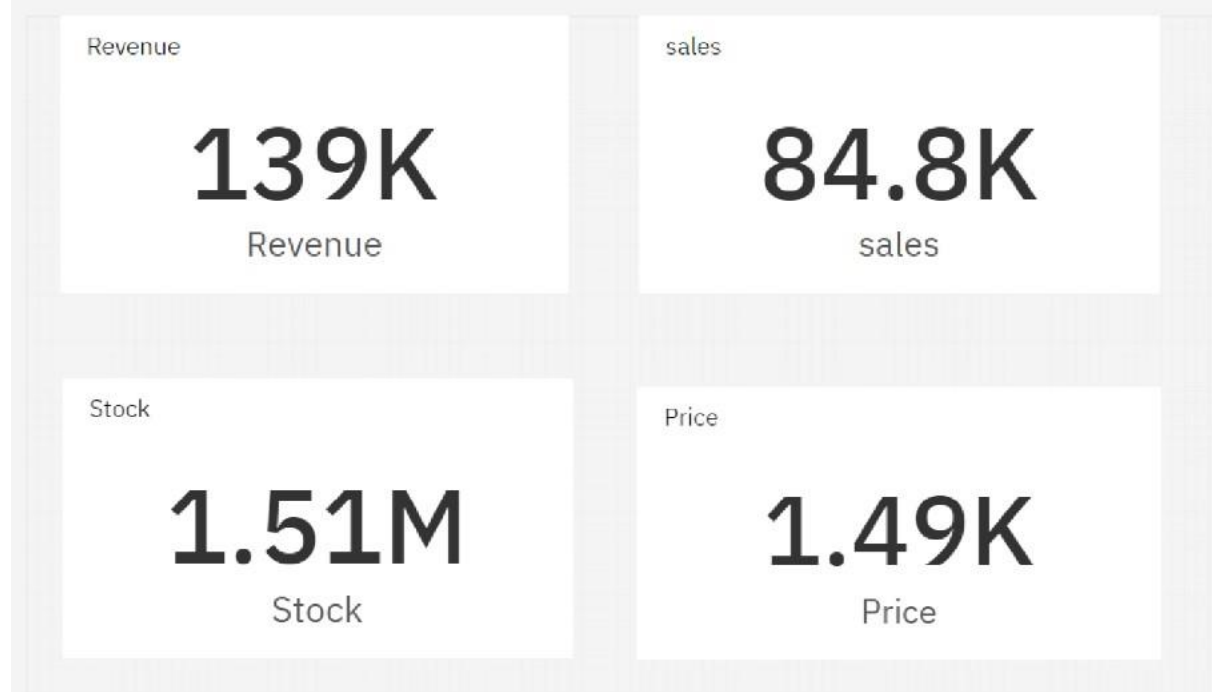 Revenue
139K
Revenue
sales
84.8K
sales
Stock
1.51M
Stock
Price
1.49K
Price